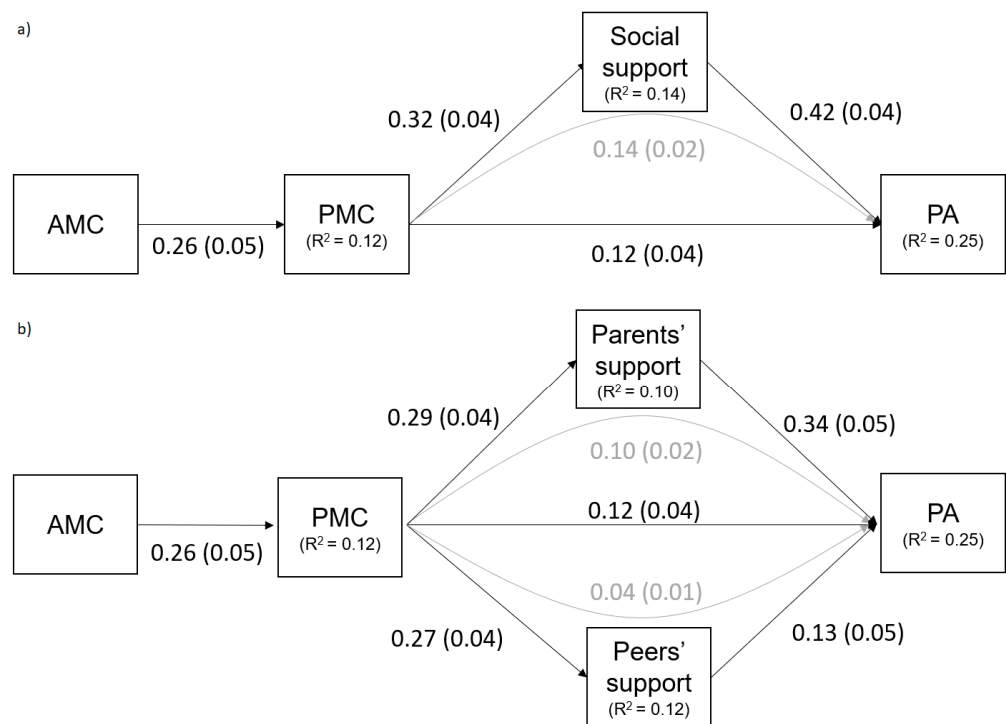 a)
Social
support
(R² = 0.14)
0.32 (0.04)
0.42 (0.04)
0.14 (0.02)
AMC
0.26 (0.05)
PMC
(R² = 0.12)
0.12 (0.04)
PA
(R² = 0.25)
b)
Parents’
support
(R² = 0.10)
0.29 (0.04)
0.34 (0.05)
0.10 (0.02)
AMC
0.26 (0.05)
PMC
(R² = 0.12)
0.12 (0.04)
PA
(R² = 0.25)
0.04 (0.01)
0.27 (0.04)
0.13 (0.05)
Peers’
support
(R² = 0.12)